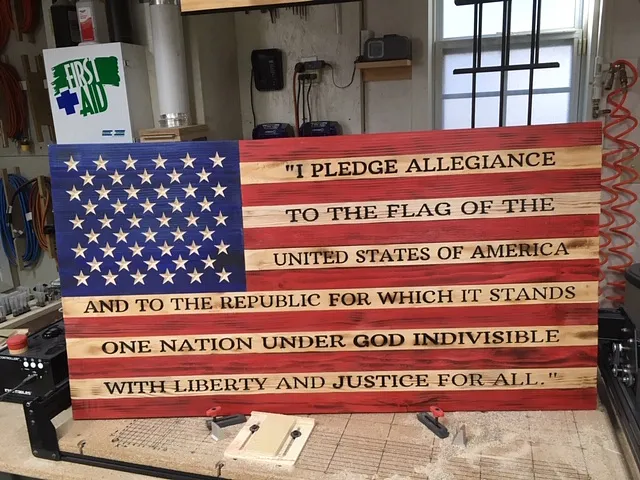 FIRST
AID
"I PLEDGE ALLEGIANCE
TO THE FLAG OF THE
UNITED STATES OF AMERICA
AND TO THE REPUBLIC FOR WHICH IT STANDS
ONE NATION UNDER GOD INDIVISIBLE
WITH LIBERTY AND JUSTICE FOR ALL."